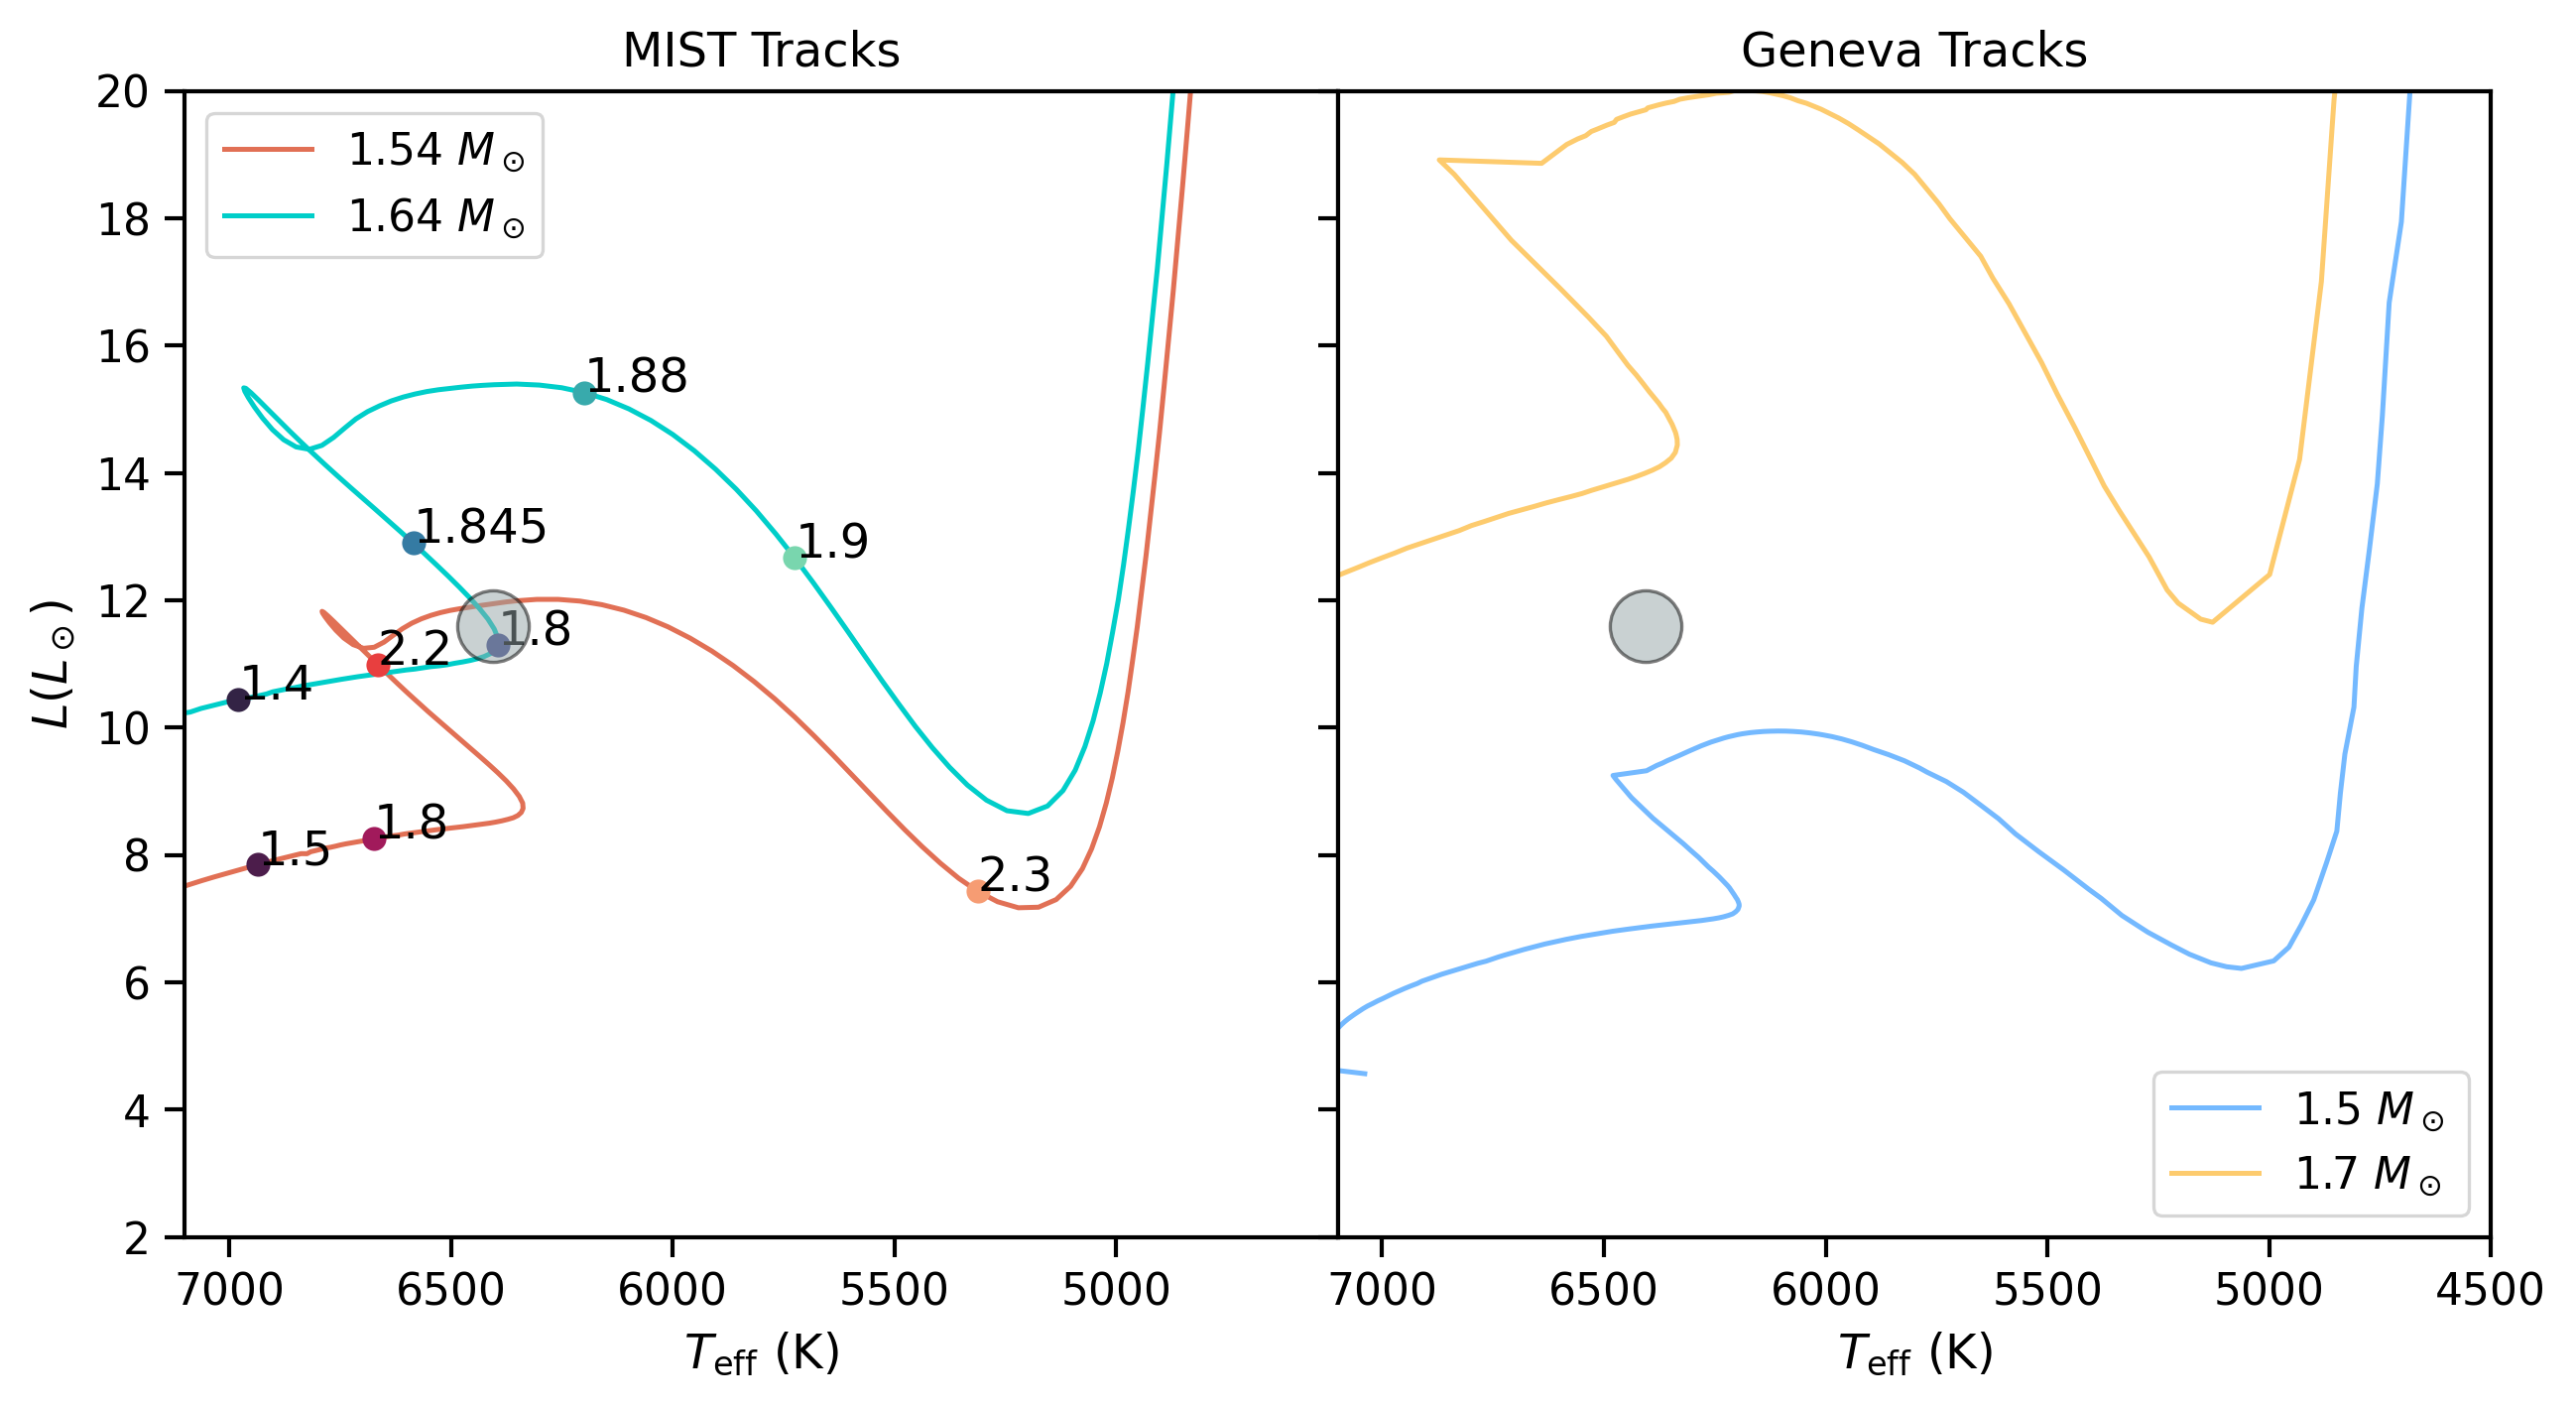 MIST Tracks
Geneva Tracks
20
18
16
14
12
10
8
6
4
2
L(L⊙)
1.54 M⊙
1.64 M⊙
1.88
1.845
1.9
1.8
2.2
1.4
1.8
1.5
2.3
1.5 M⊙
1.7 M⊙
7000 6500 6000 5500 5000
7000 6500 6000 5500 5000 4500
Teff (K)
Teff (K)